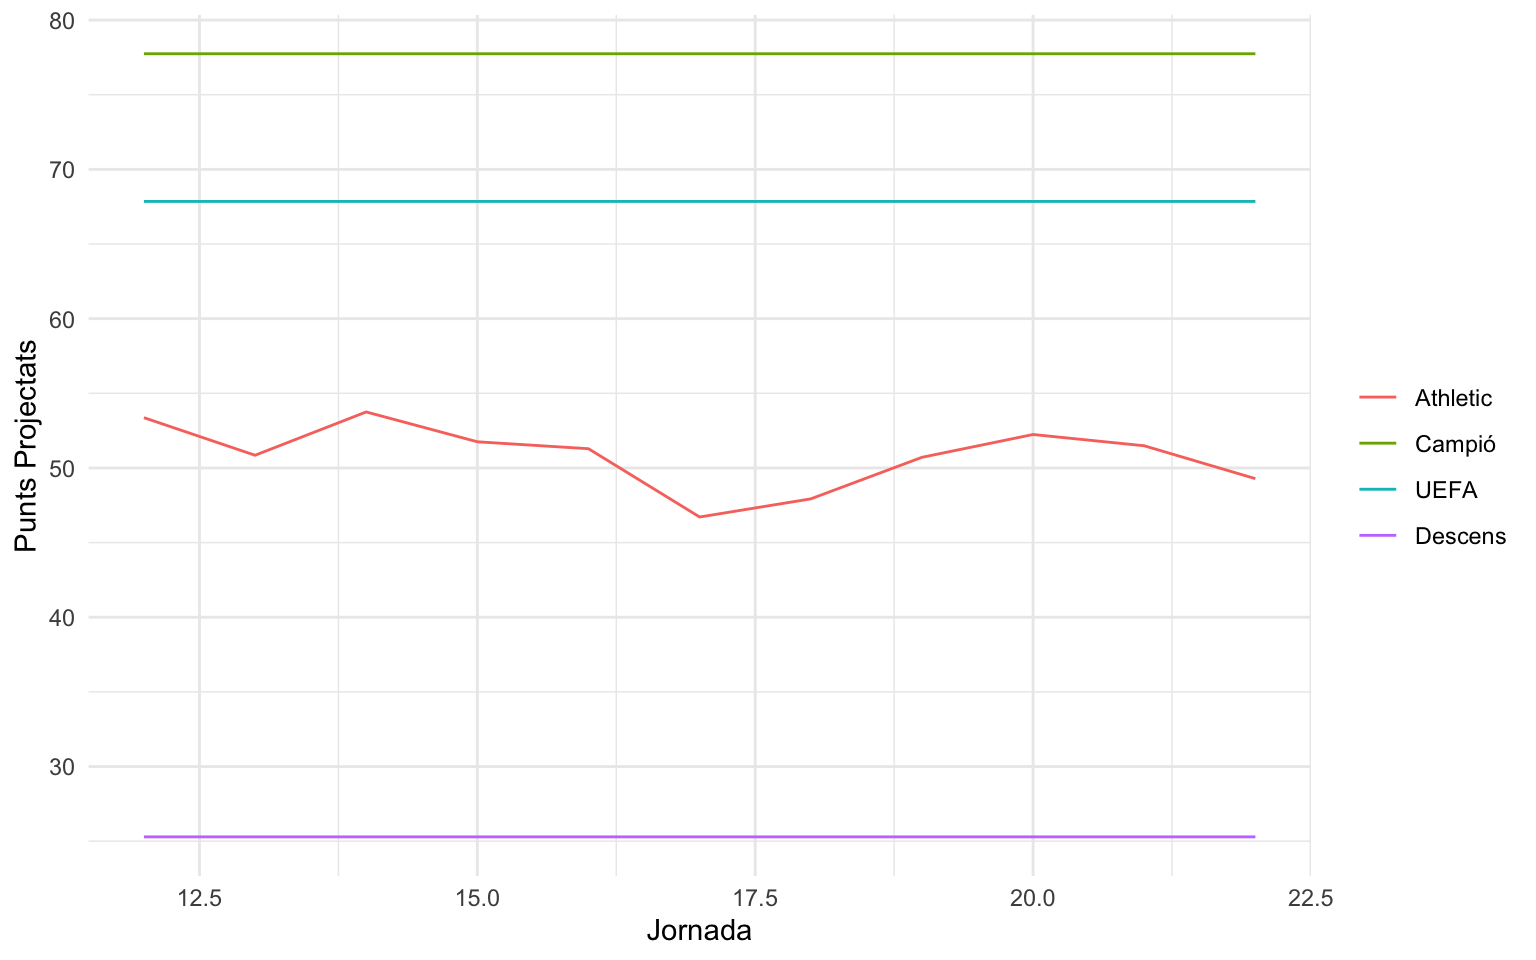 80
70
60
50
40
30
Punts Projectats
12.5 15.0 17.5 20.0 22.5
Jornada
Athletic
Campió
UEFA
Descens